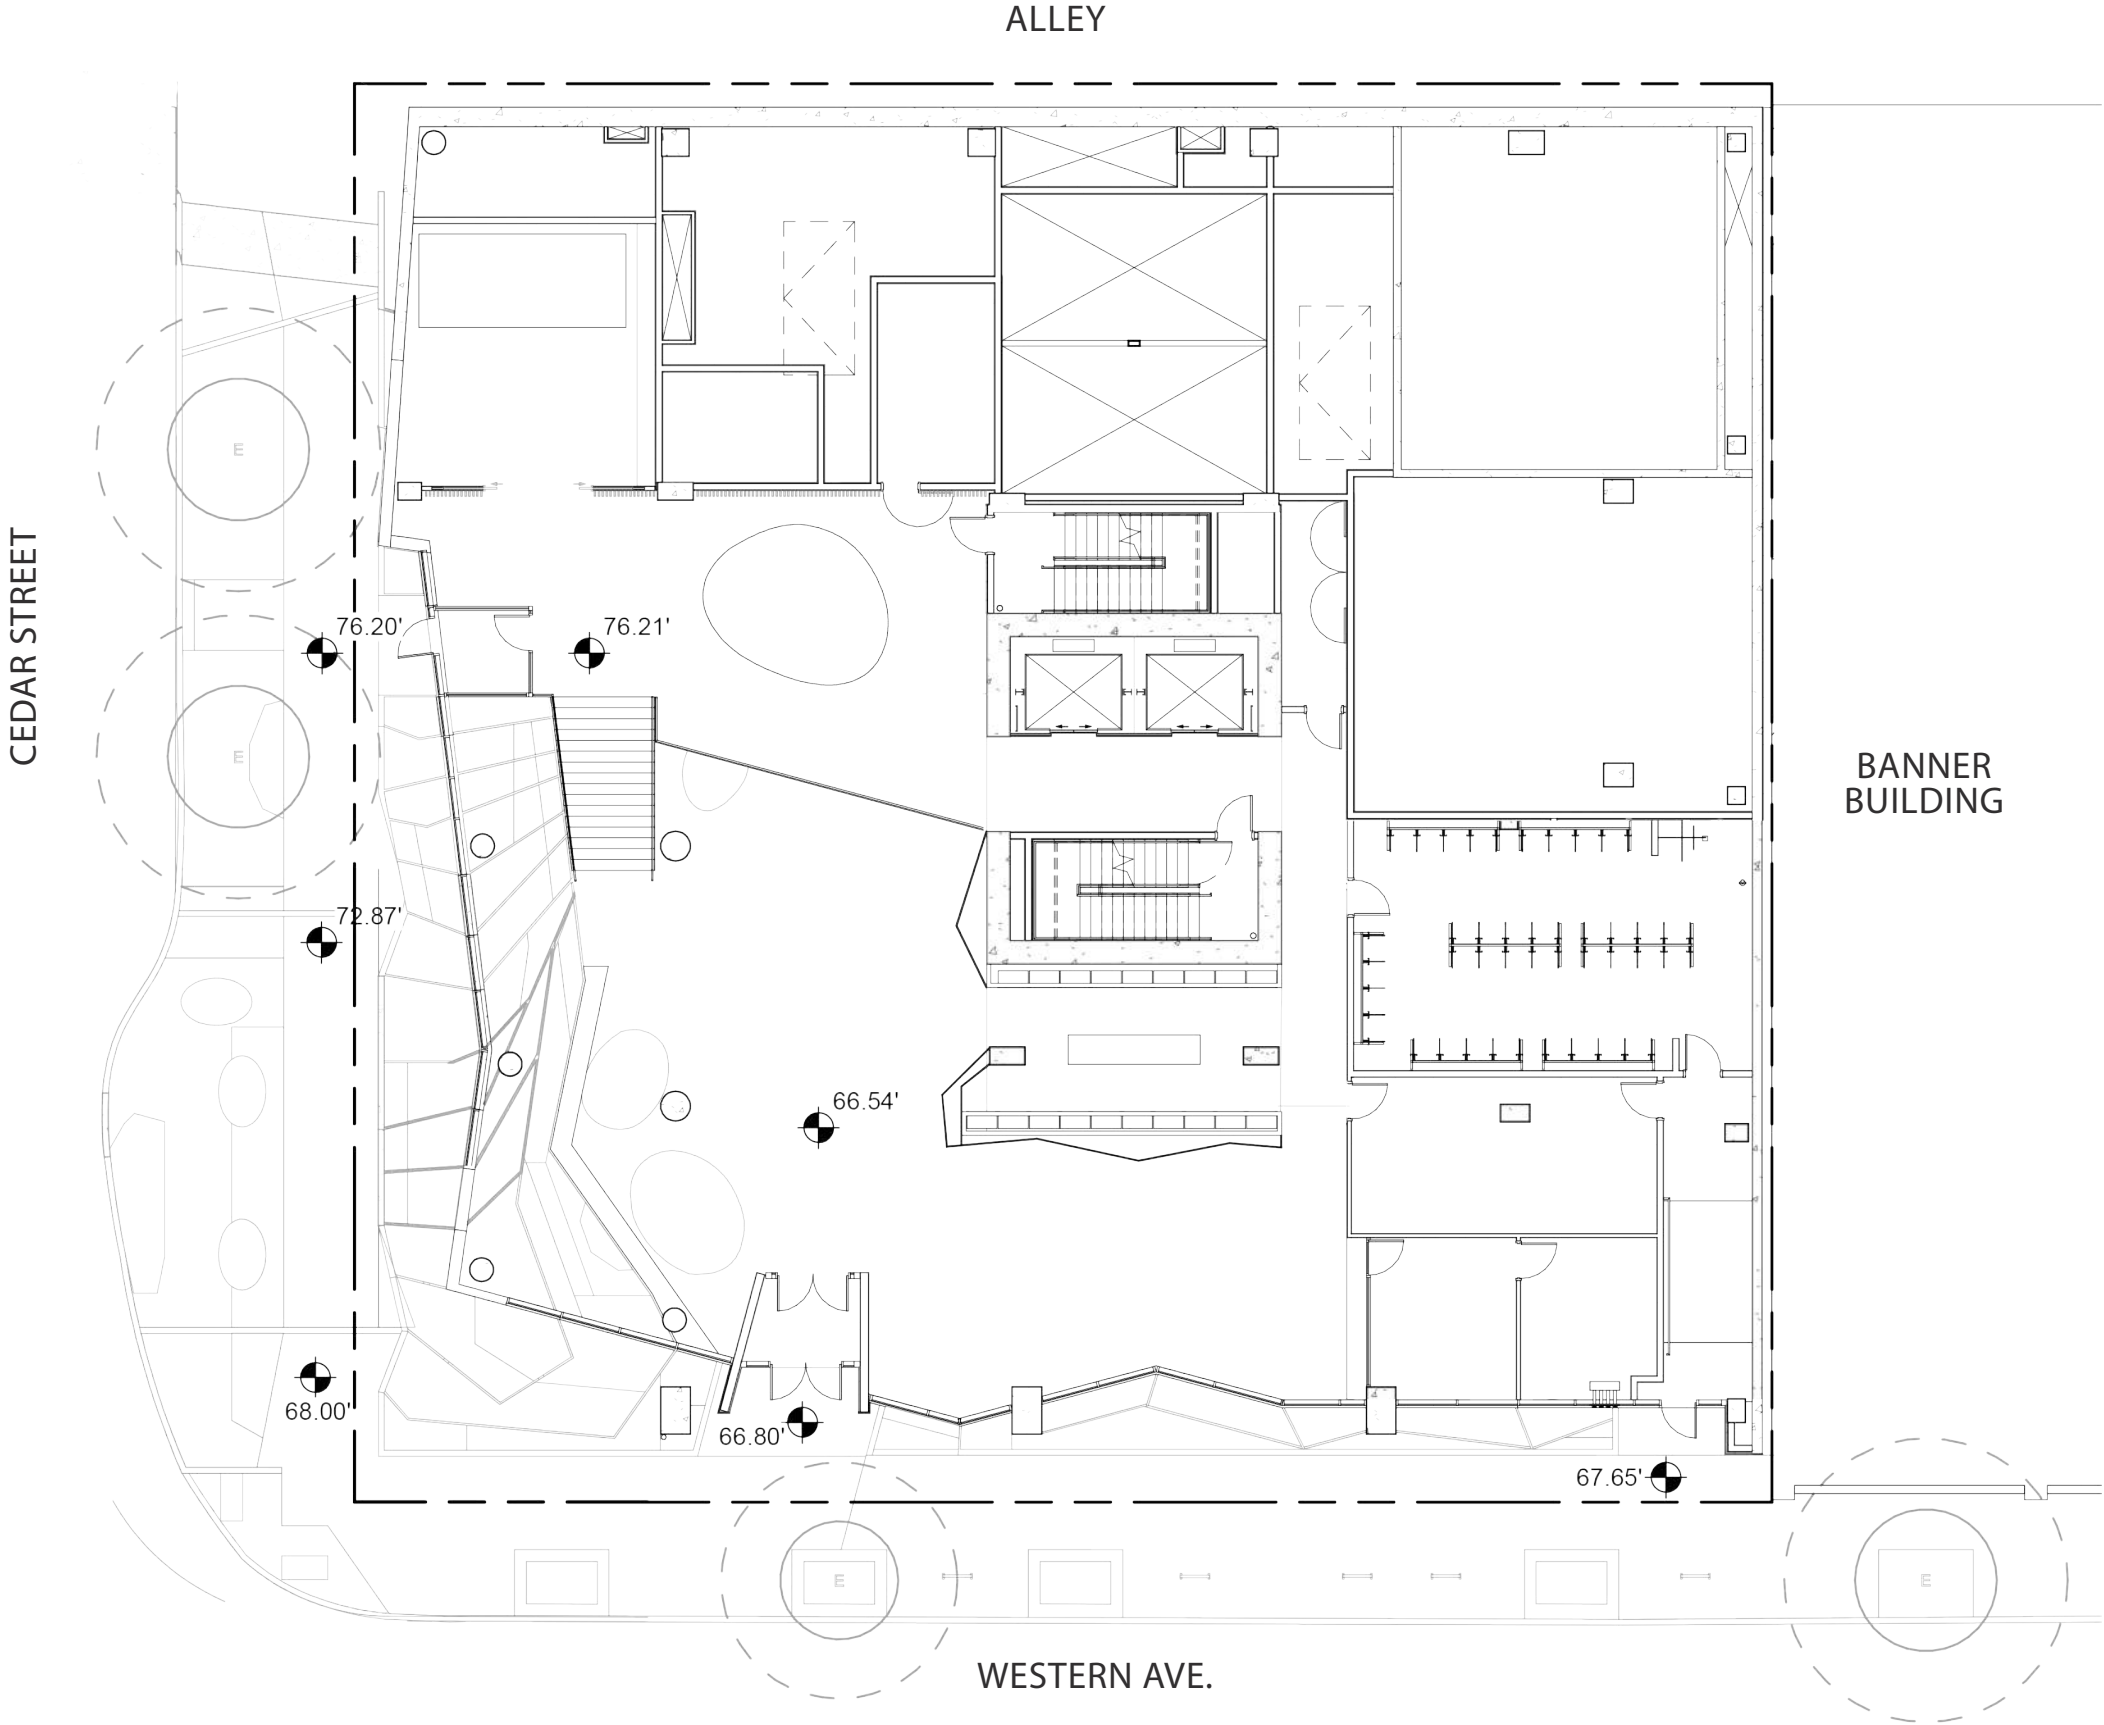 ALLEY
CEDAR STREET
76.20'
76.21'
BANNER
BUILDING
72.87'
66.54'
68.00'
66.80'
67.65'
E
E
E
E
WESTERN AVE.